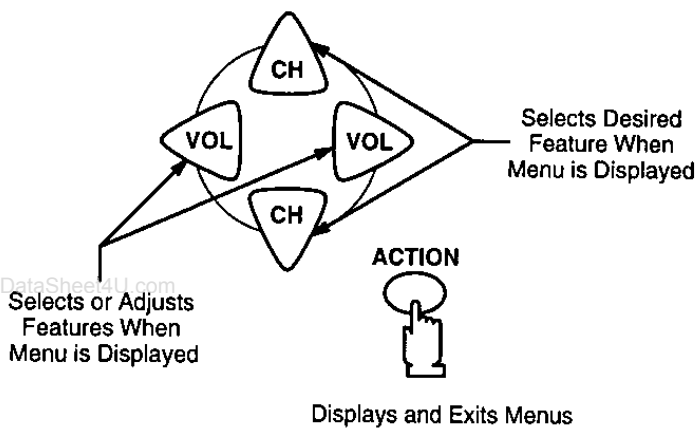 CH
VOL
VOL
CH
Selects Desired
Feature When
Menu is Displayed
ACTION
DataSheet4U.com
Selects or Adjusts
Features When
Menu is Displayed
Displays and Exits Menus